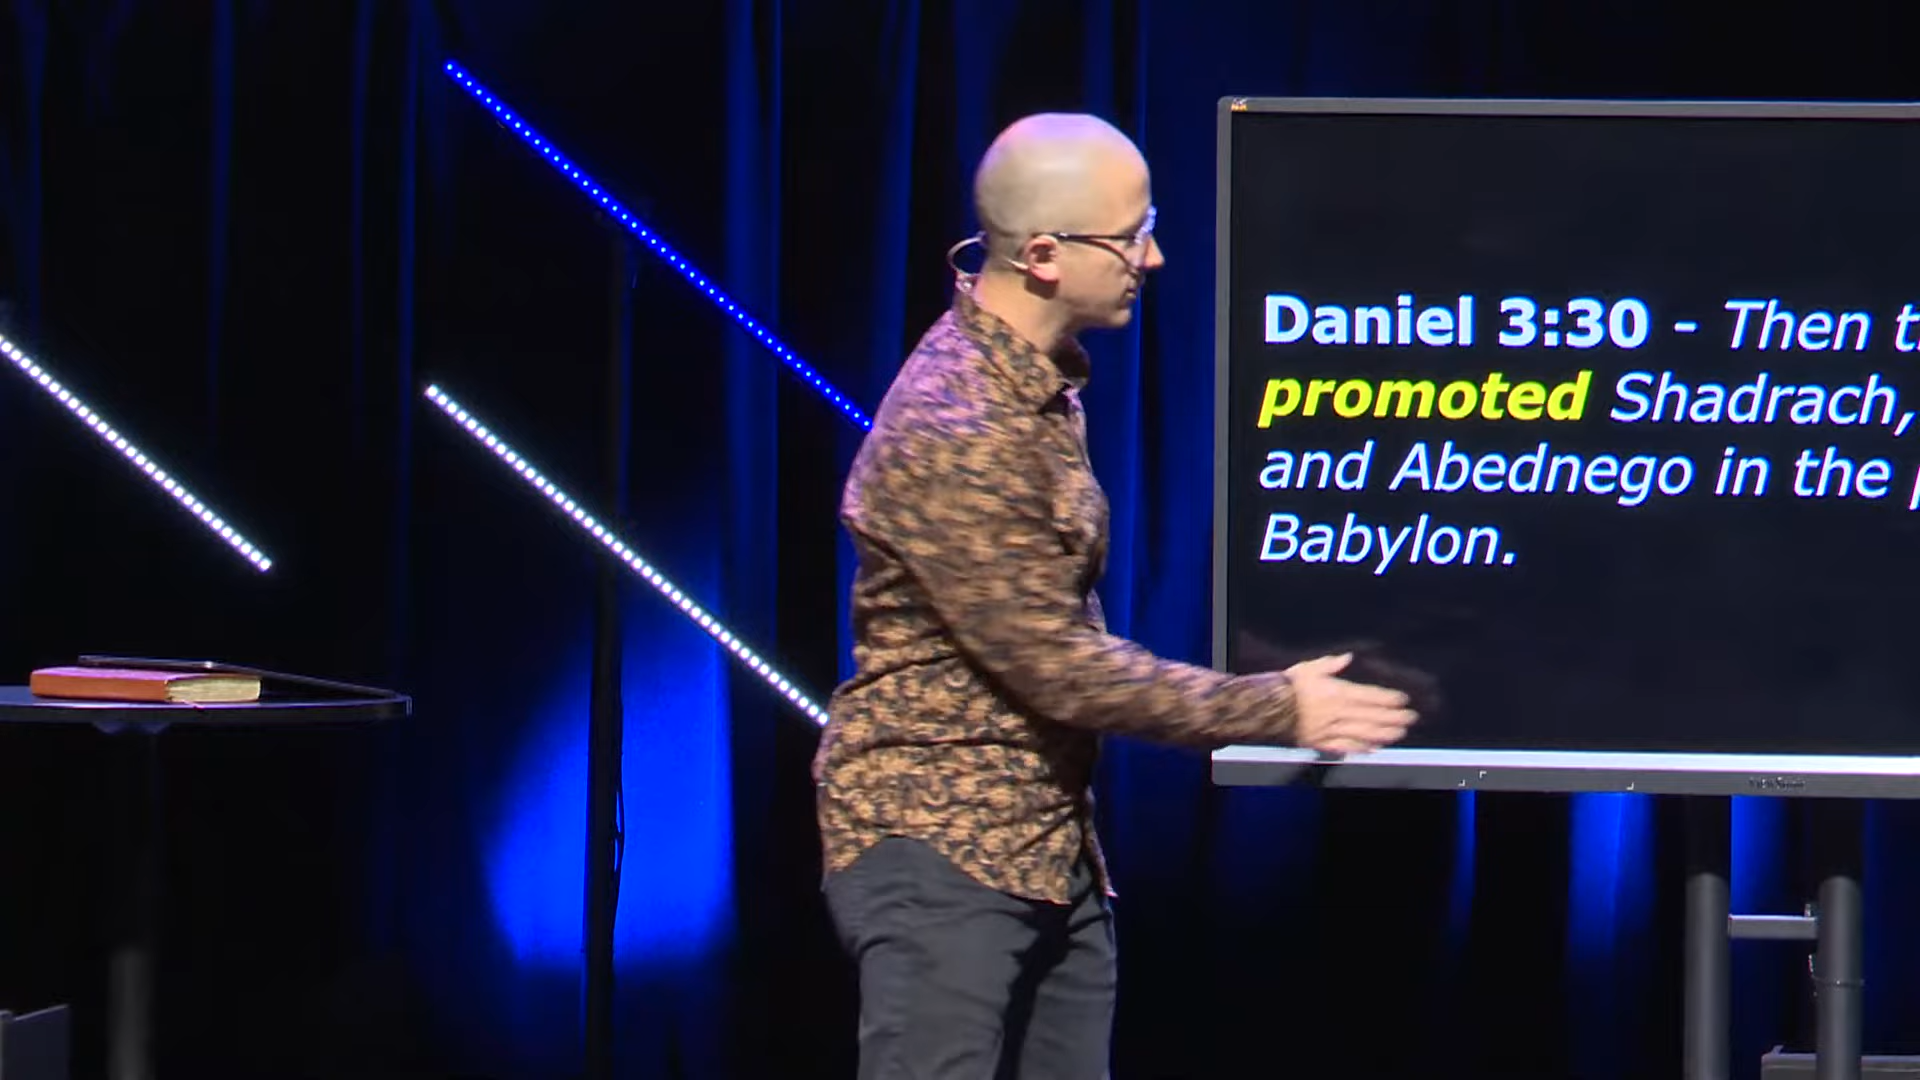 Daniel 3:30 - Then
promoted Shadrach,
and Abednego in the
Babylon.